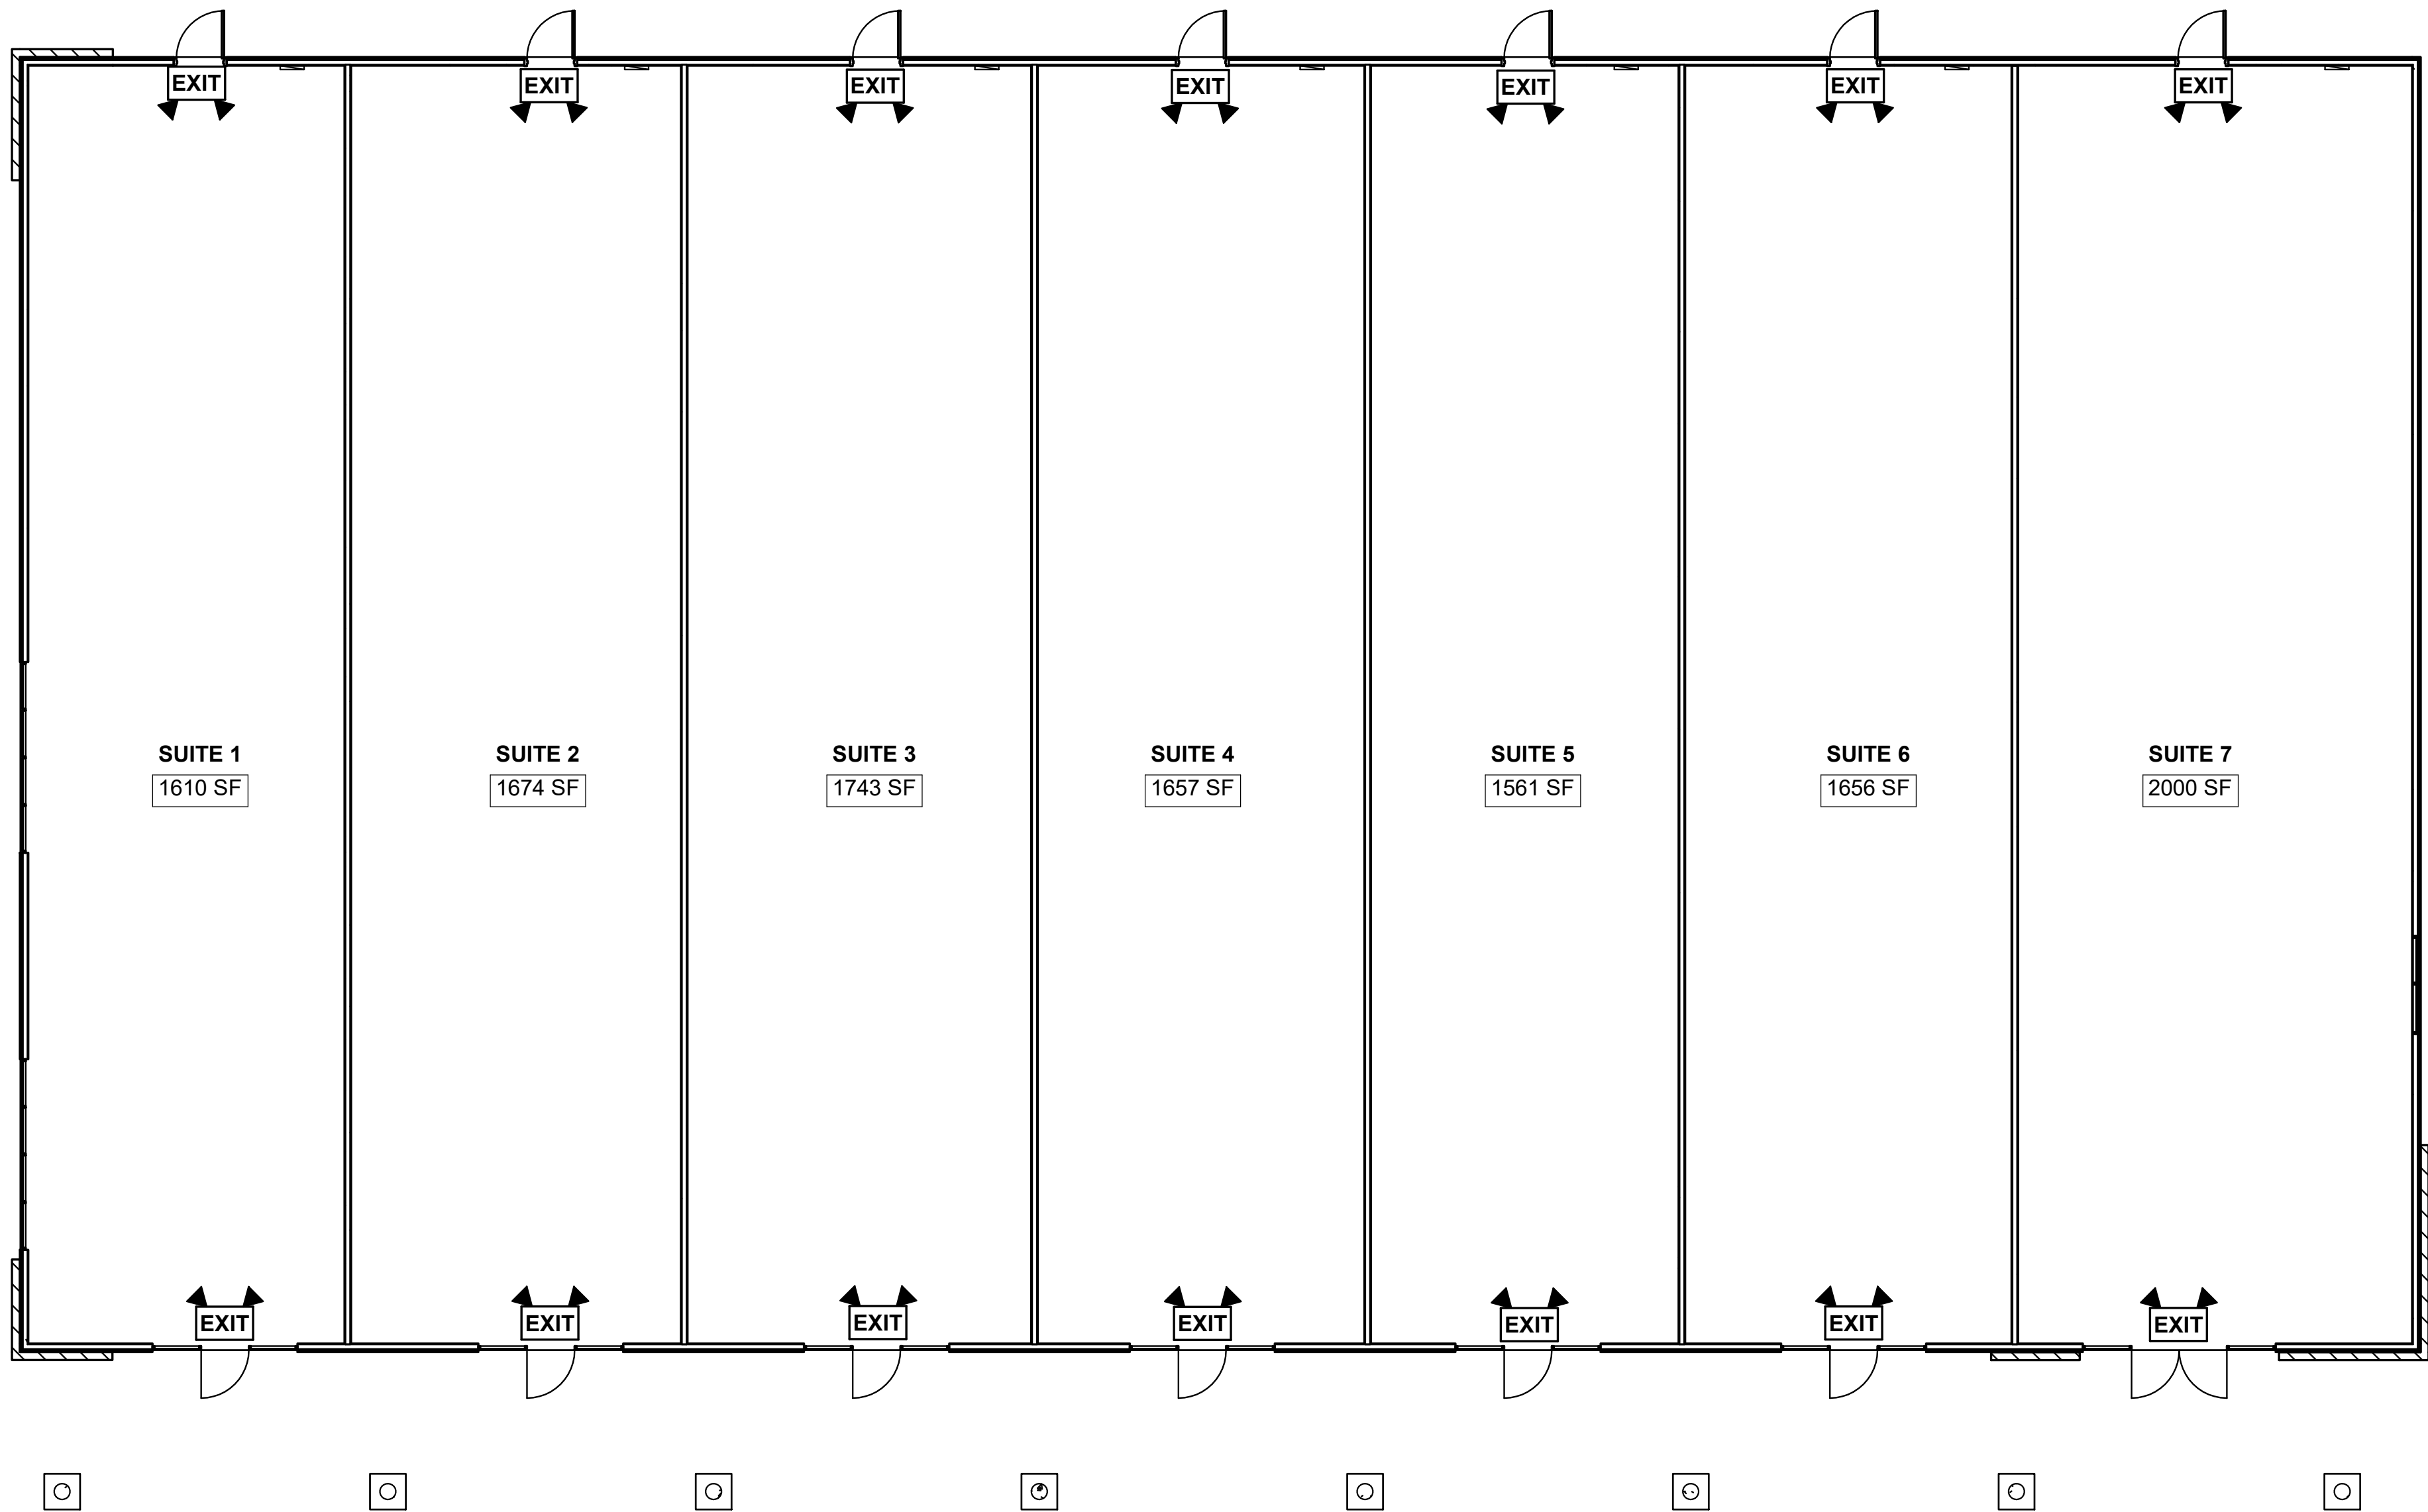 EXIT EXIT EXIT EXIT EXIT EXIT EXIT
SUITE 1 SUITE 2 SUITE 3 SUITE 4 SUITE 5 SUITE 6 SUITE 7
1610 SF 1674 SF 1743 SF 1657 SF 1561 SF 1656 SF 2000 SF
EXIT EXIT EXIT EXIT EXIT EXIT EXIT